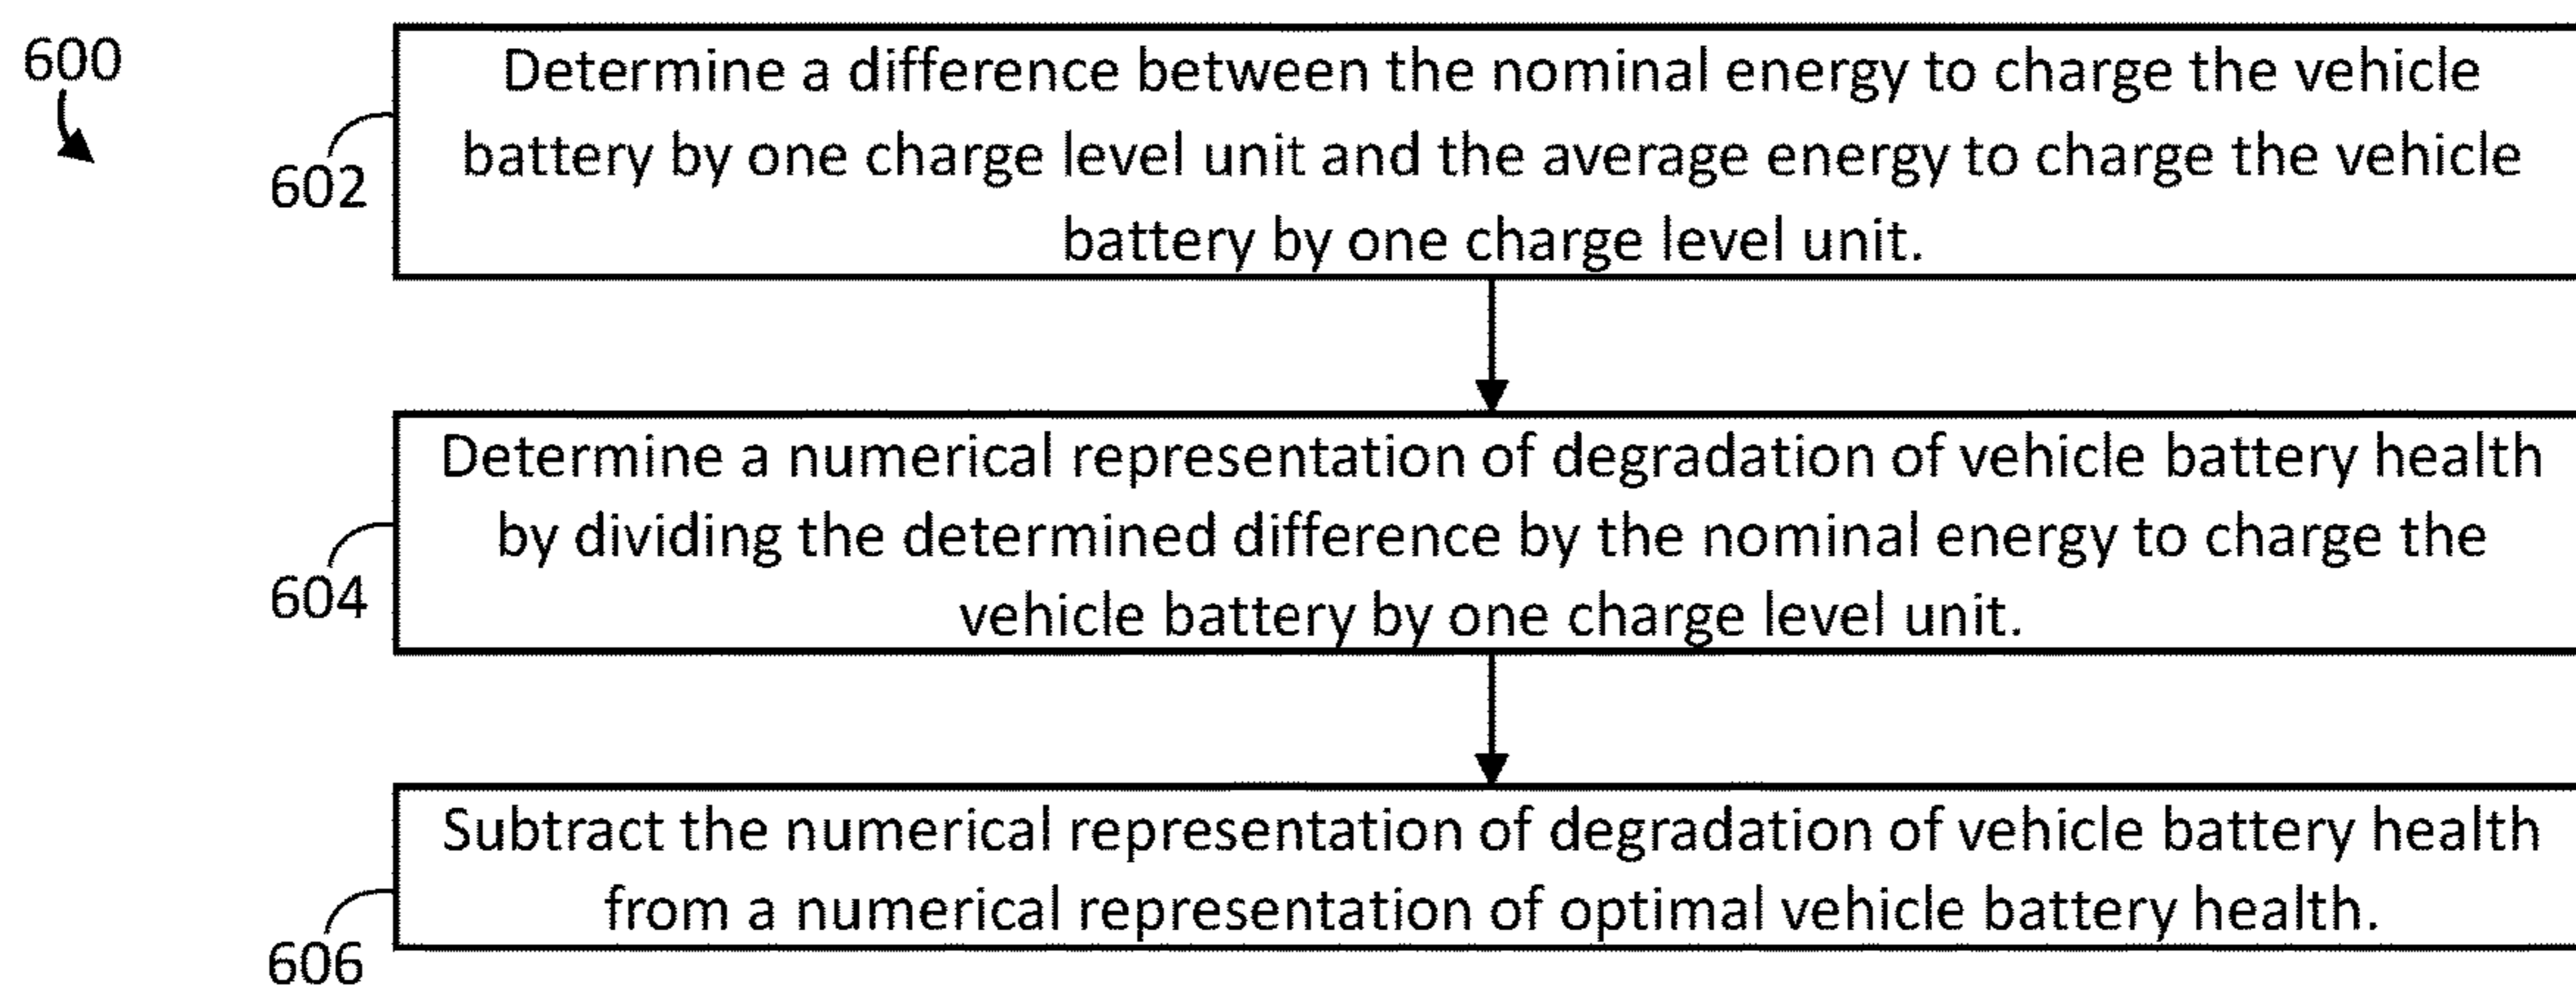 600
Determine a difference between the nominal energy to charge the vehicle
battery by one charge level unit and the average energy to charge the vehicle
battery by one charge level unit.
602
Determine a numerical representation of degradation of vehicle battery health
by dividing the determined difference by the nominal energy to charge the
vehicle battery by one charge level unit.
604
Subtract the numerical representation of degradation of vehicle battery health
from a numerical representation of optimal vehicle battery health.
606